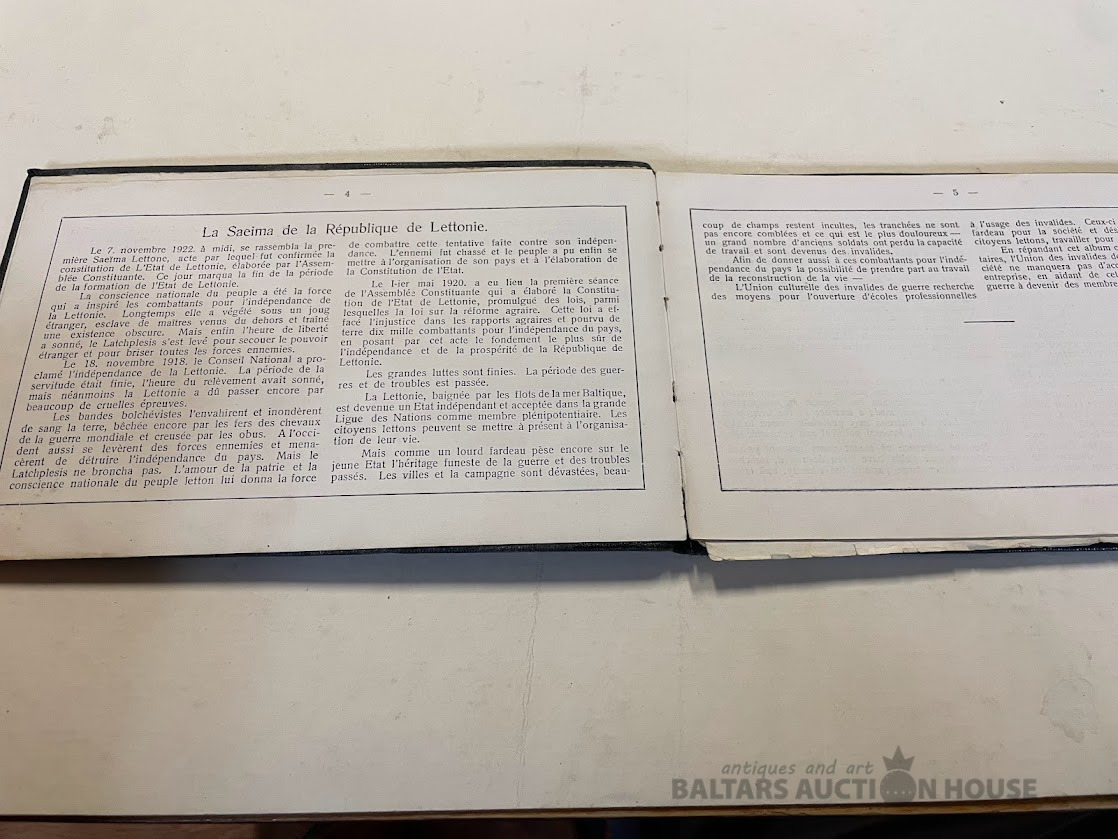 — 4 —
La Saeima de la République de Lettonie.
Le 7. novembre 1922. à midi, se rassembla la pre-
mière Saeima Lettone, acte par lequel fut confirmée la
constitution de L'Etat de Lettonie, élaborée par l'Assem-
blée Constituante. Ce jour marqua la fin de la période
de la formation de l'Etat de Lettonie.
La conscience nationale du peuple a été la force
qui a inspiré les combattants pour l'indépendance de
la Lettonie. Longtemps elle a végété sous un joug
étranger, esclave de maîtres venus du dehors et traîné
une existence obscure. Mais enfin l'heure de liberté
a sonné, le Latchplesis s'est levé pour secouer le pouvoir
étranger et pour briser toutes les forces ennemies.
Le 18. novembre 1918. le Conseil National a pro-
clamé l'indépendance de la Lettonie. La période de la
servitude était finie, l'heure du relèvement avait sonné,
mais néanmoins la Lettonie a dû passer encore par
beaucoup de cruelles épreuves.
Les bandes bolchévistes l'envahirent et inondèrent
de sang la terre, bêchée encore par les fers des chevaux
de la guerre mondiale et creusée par les obus. A l'occi-
dent aussi se levèrent des forces ennemies et mena-
cèrent de détruire l'indépendance du pays. Mais le
Latchplesis ne broncha pas. L'amour de la patrie et la
conscience nationale du peuple letton lui donna la force
de combattre cette tentative faite contre son indépen-
dance. L'ennemi fut chassé et le peuple a pu enfin se
mettre à l'organisation de son pays et à l'élaboration de
la Constitution de l'Etat.
Le I-ier mai 1920. a eu lieu la première séance
de l'Assemblée Constituante qui a élaboré la Constitu-
tion de l'Etat de Lettonie, promulgué des lois, parmi
lesquelles la loi sur la réforme agraire. Cette loi a ef-
facé l'injustice dans les rapports agraires et pourvu de
terre dix mille combattants pour l'indépendance du pays,
en posant par cet acte le fondement le plus sûr de
l'indépendance et de la prospérité de la République de
Lettonie.
Les grandes luttes sont finies. La période des guer-
res et de troubles est passée.
La Lettonie, baignée par les flots de la mer Baltique,
est devenue un Etat indépendant et acceptée dans la grande
Ligue des Nations comme membre plénipotentiaire. Les
citoyens lettons peuvent se mettre à présent à l'organisa-
tion de leur vie.
Mais comme un lourd fardeau pèse encore sur le
jeune Etat l'héritage funeste de la guerre et des troubles
passés. Les villes et la campagne sont dévastées, beau-
— 5 —
coup de champs restent incultes, les tranchées ne sont
pas encore comblées et ce qui est le plus douloureux —
un grand nombre d'anciens soldats ont perdu la capacité
de travail et sont devenus des invalides.
Afin de donner aussi à ces combattants pour l'indé-
pendance du pays la possibilité de prendre part au travail
de la reconstruction de la vie —
L'Union culturelle des invalides de guerre recherche
des moyens pour l'ouverture d'écoles professionnelles
à l'usage des invalides. Ceux-ci
fardeau pour la société et dés
citoyens lettons, travailler pour
En répandant cet album
taires, l'Union des invalides d
ciété ne manquera pas d'acc
entreprise, en aidant de cel
guerre à devenir des membre
antiques and art
BALTARS AUCTION HOUSE